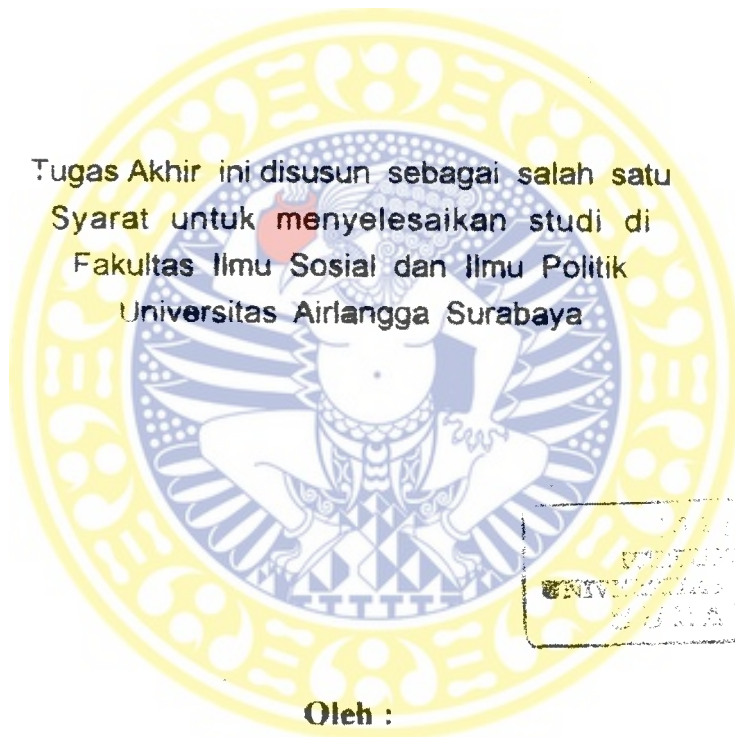 Tugas Akhir ini disusun sebagai salah satu
Syarat untuk menyelesaikan studi di
Fakultas Ilmu Sosial dan Ilmu Politik
Universitas Airlangga Surabaya
Oleh :